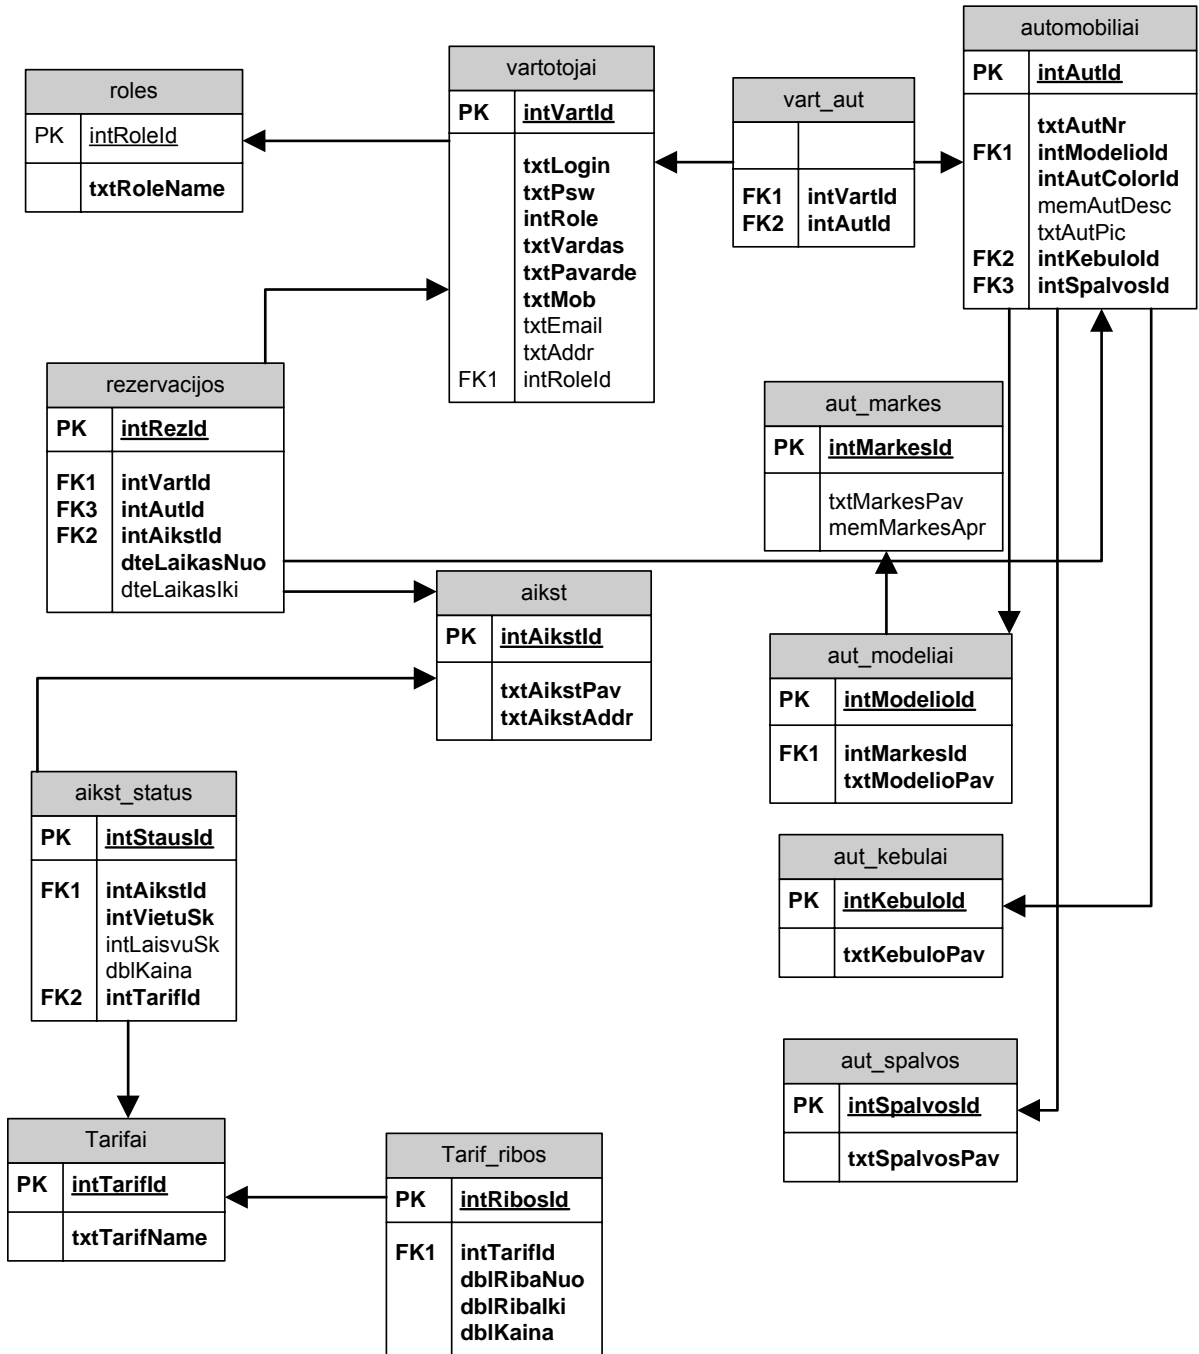 roles
PK intRoleId
txtRoleName
vartotojai
PK intVartId
txtLogin
txtPsw
intRole
txtVardas
txtPavarde
txtMob
txtEmail
txtAddr
FK1 intRoleId
vart_aut
FK1 intVartId
FK2 intAutId
automobiliai
PK intAutId
txtAutNr
FK1 intModelioId
intAutColorId
memAutDesc
txtAutPic
FK2 intKebuloId
FK3 intSpalvosId
rezervacijos
PK intRezId
FK1 intVartId
FK3 intAutId
FK2 intAikstId
dteLaikasNuo
dteLaikasIki
aut_markes
PK intMarkesId
txtMarkesPav
memMarkesApr
aikst
PK intAikstId
txtAikstPav
txtAikstAddr
aut_modeliai
PK intModelioId
FK1 intMarkesId
txtModelioPav
aikst_status
PK intStausId
FK1 intAikstId
intVietuSk
intLaisvuSk
dblKaina
FK2 intTarifId
aut_kebulai
PK intKebuloId
txtKebuloPav
aut_spalvos
PK intSpalvosId
txtSpalvosPav
Tarifai
PK intTarifId
txtTarifName
Tarif_ribos
PK intRibosId
FK1 intTarifId
dblRibaNuo
dblRibaIki
dblKaina